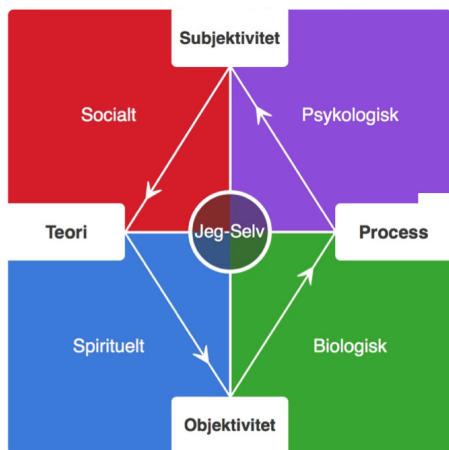 Subjektivitet
Socialt
Psykologisk
Teori
Jeg-Selv
Process
Spirituelt
Biologisk
Objektivitet